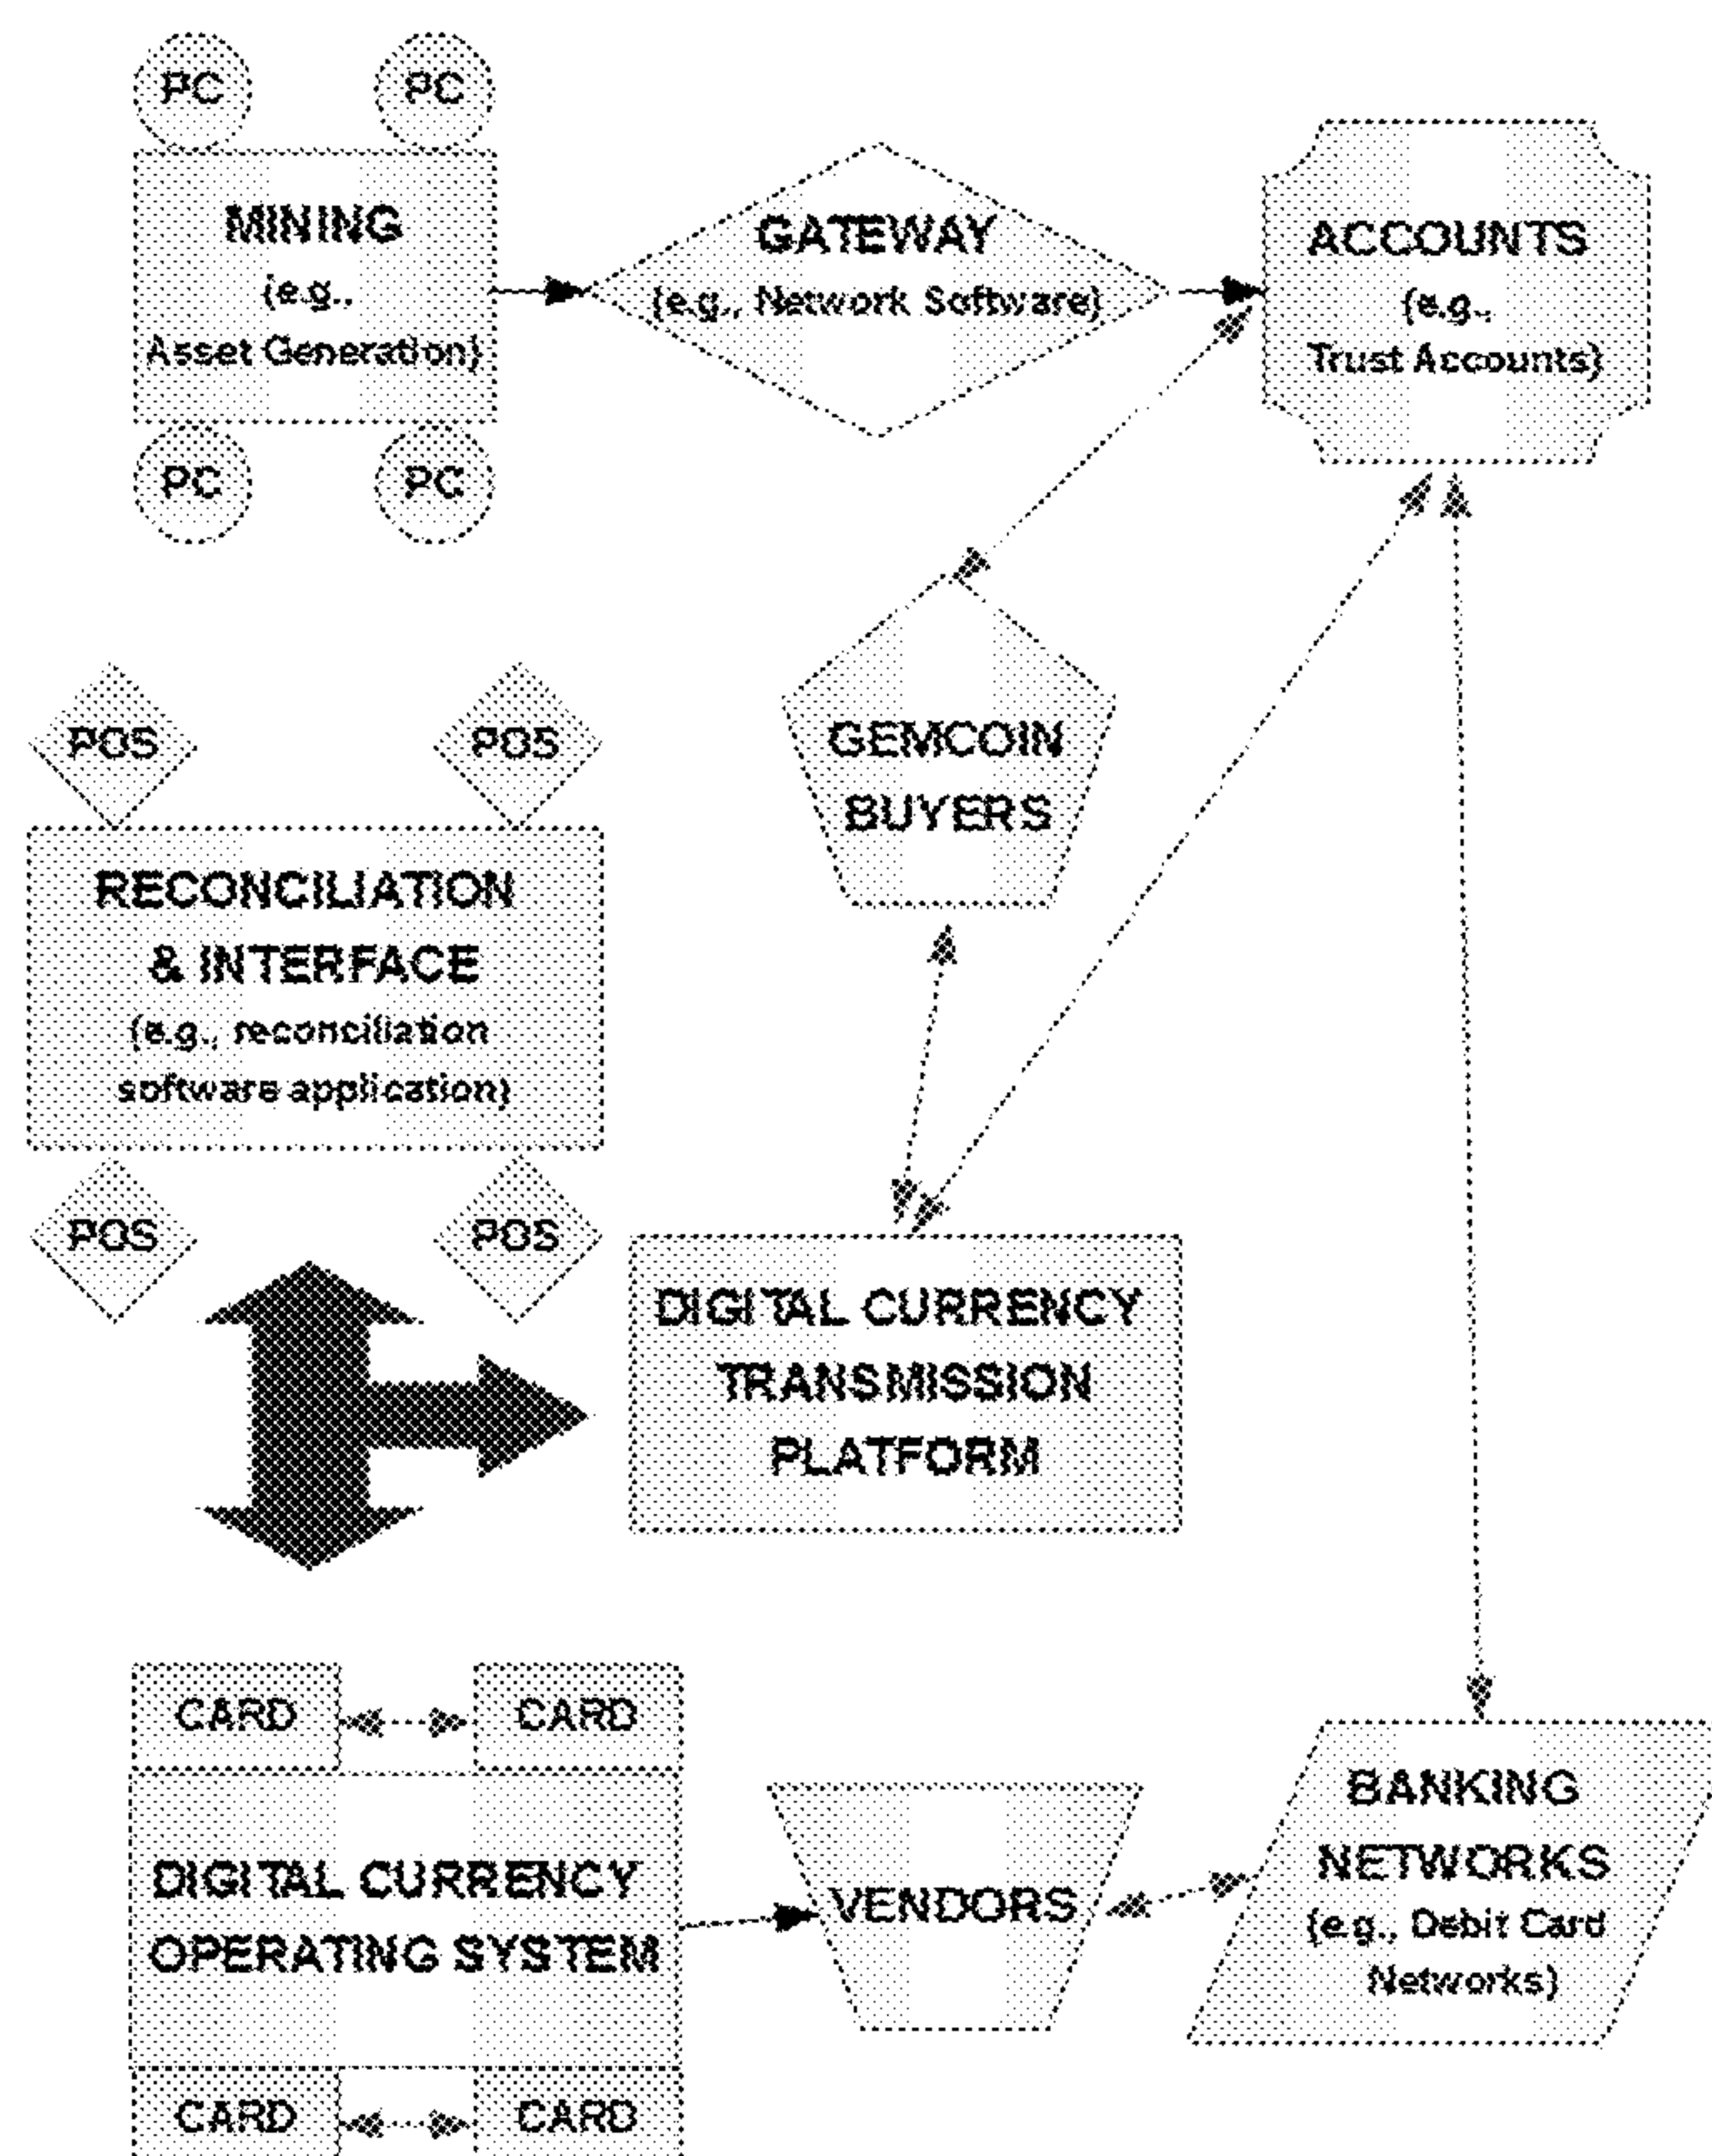 PC
PC
MINING
(e.g.,
Asset Generation)
PC
PC
GATEWAY
(e.g., Network Software)
ACCOUNTS
(e.g.,
Trust Accounts)
GEMCOIN
BUYERS
POS
POS
RECONCILIATION
& INTERFACE
(e.g., reconciliation
software application)
POS
POS
DIGITAL CURRENCY
TRANSMISSION
PLATFORM
CARD
CARD
DIGITAL CURRENCY
OPERATING SYSTEM
CARD
CARD
VENDORS
BANKING
NETWORKS
(e.g., Debit Card
Networks)